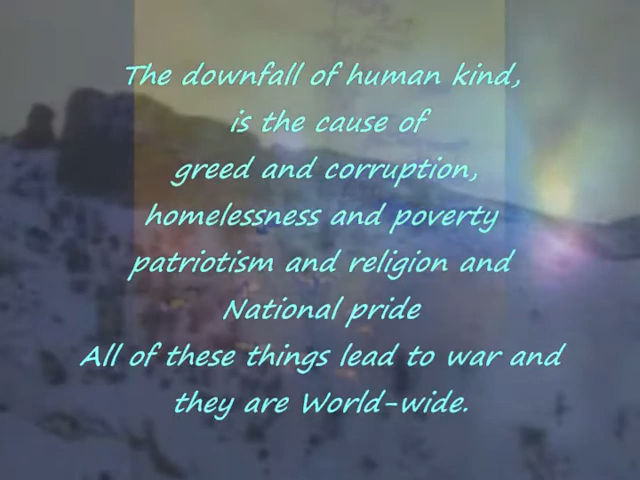 The downfall of human kind,
is the cause of
greed and corruption,
homelessness and poverty
patriotism and religion and
National pride
All of these things lead to war and
they are World-wide.